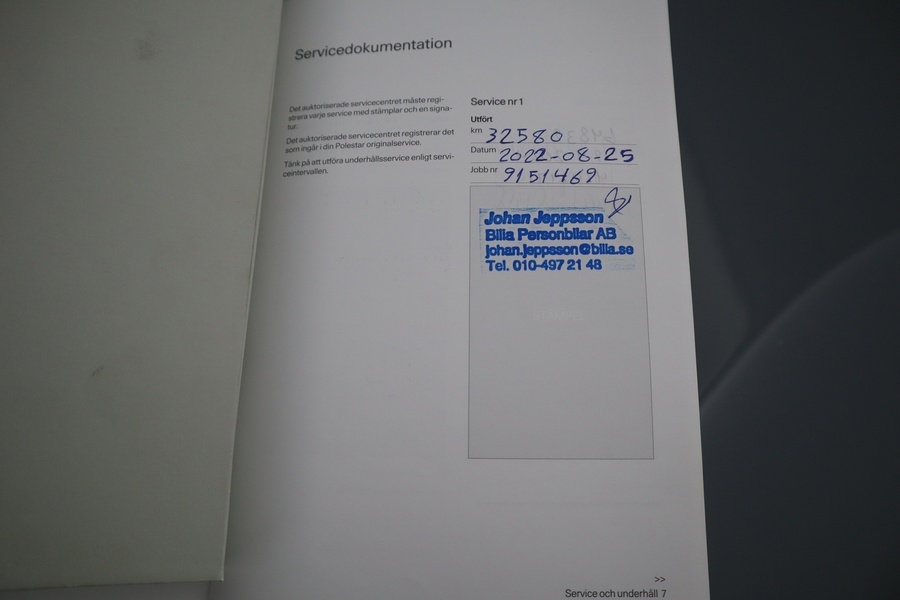 Servicedokumentation
Det auktoriserade servicecentret måste regi-
strera varje service med stämplar och en signa-
tur.
Det auktoriserade servicecentret registrerar det
som ingår i din Polestar originalservice.
Tänk på att utföra underhållsservice enligt servi-
ceintervallen.
Service nr 1
Utfört
km 32580
Datum 2022-08-25
Jobb nr 9151469
Johan Jeppsson
Bilia Personbilar AB
johan.jeppsson@bilia.se
Tel. 010-497 21 48
>>
Service och underhåll 7